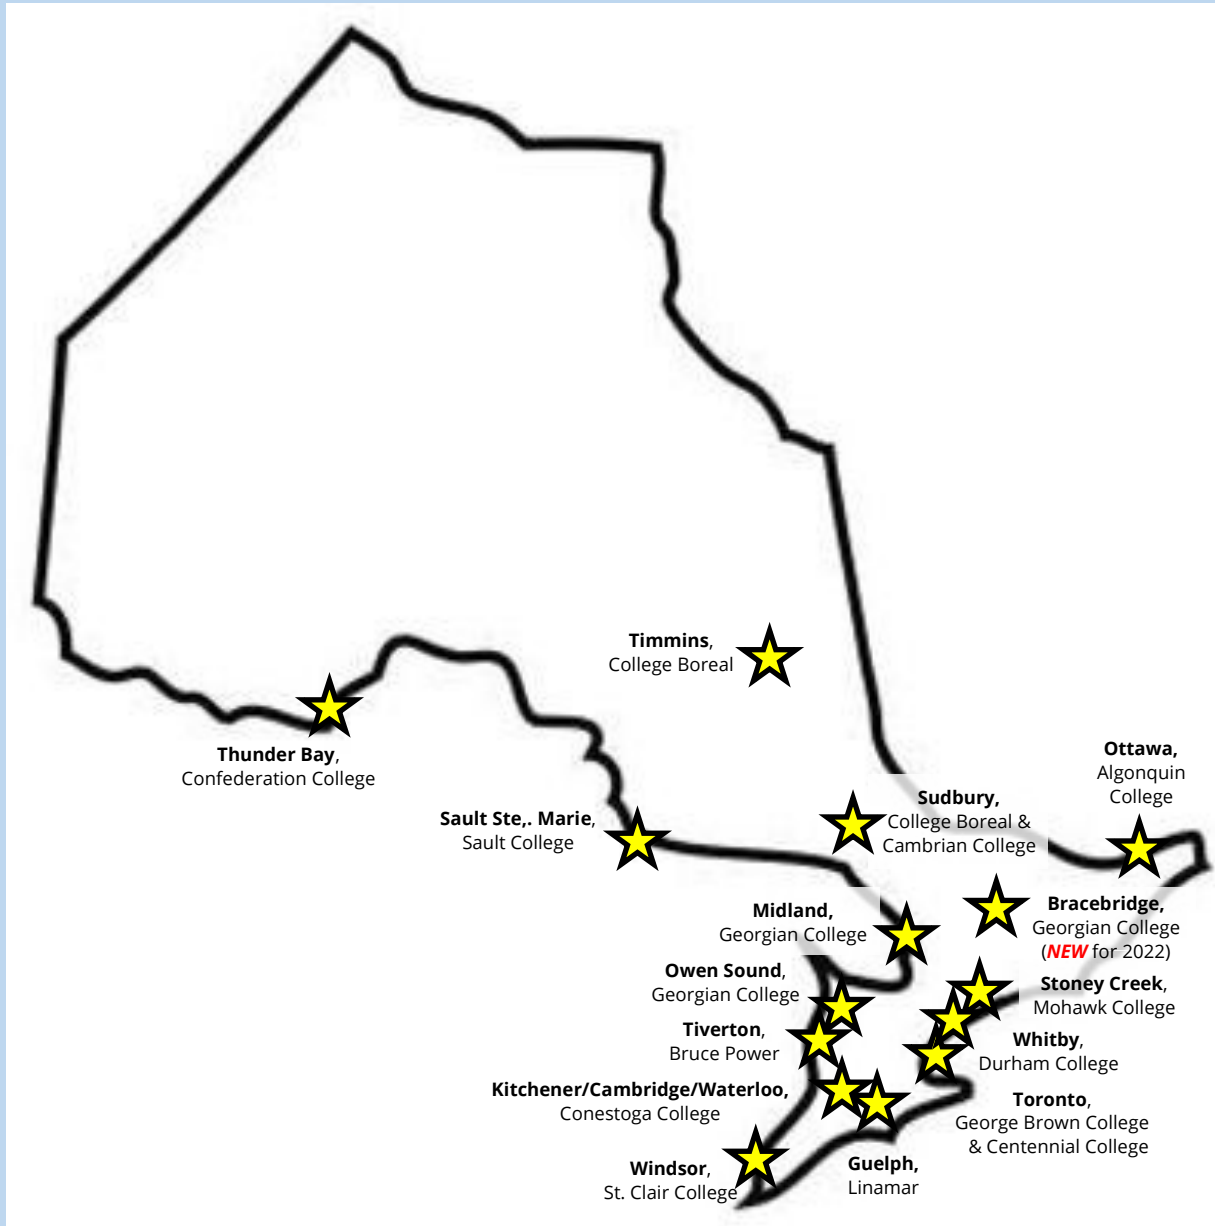 Timmins,
College Boreal
Thunder Bay,
Confederation College
Ottawa,
Algonquin
College
Sudbury,
College Boreal &
Cambrian College
Sault Ste,. Marie,
Sault College
Midland,
Georgian College
Bracebridge,
Georgian College
(NEW for 2022)
Owen Sound,
Georgian College
Stoney Creek,
Mohawk College
Tiverton,
Bruce Power
Whitby,
Durham College
Kitchener/Cambridge/Waterloo,
Conestoga College
Toronto,
George Brown College
& Centennial College
Windsor,
St. Clair College
Guelph,
Linamar